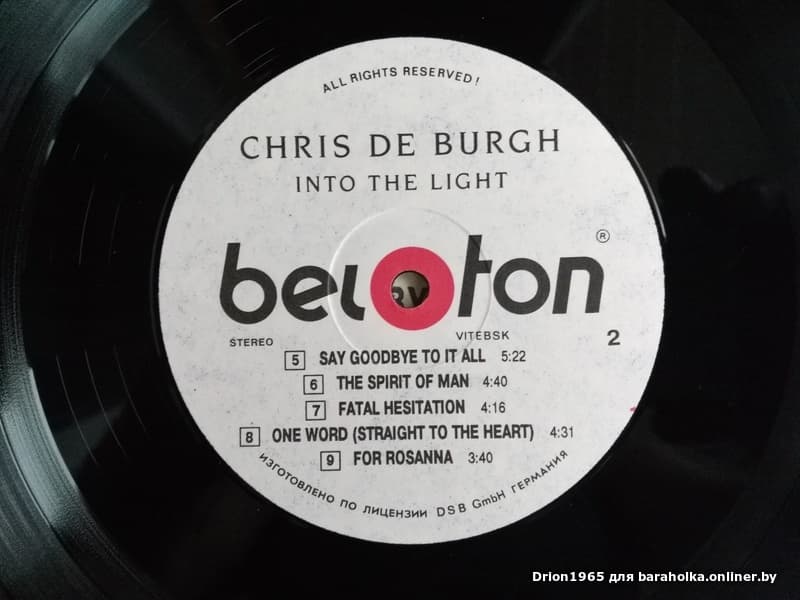 ALL RIGHTS RESERVED!
CHRIS DE BURGH
INTO THE LIGHT
beloton ®
STEREO VITEBSK 2
5 SAY GOODBYE TO IT ALL 5:22
6 THE SPIRIT OF MAN 4:40
7 FATAL HESITATION 4:16
8 ONE WORD (STRAIGHT TO THE HEART) 4:31
9 FOR ROSANNA 3:40
ИЗГОТОВЛЕНО ПО ЛИЦЕНЗИИ DSB GmbH ГЕРМАНИЯ
Drion1965 для baraholka.onliner.by